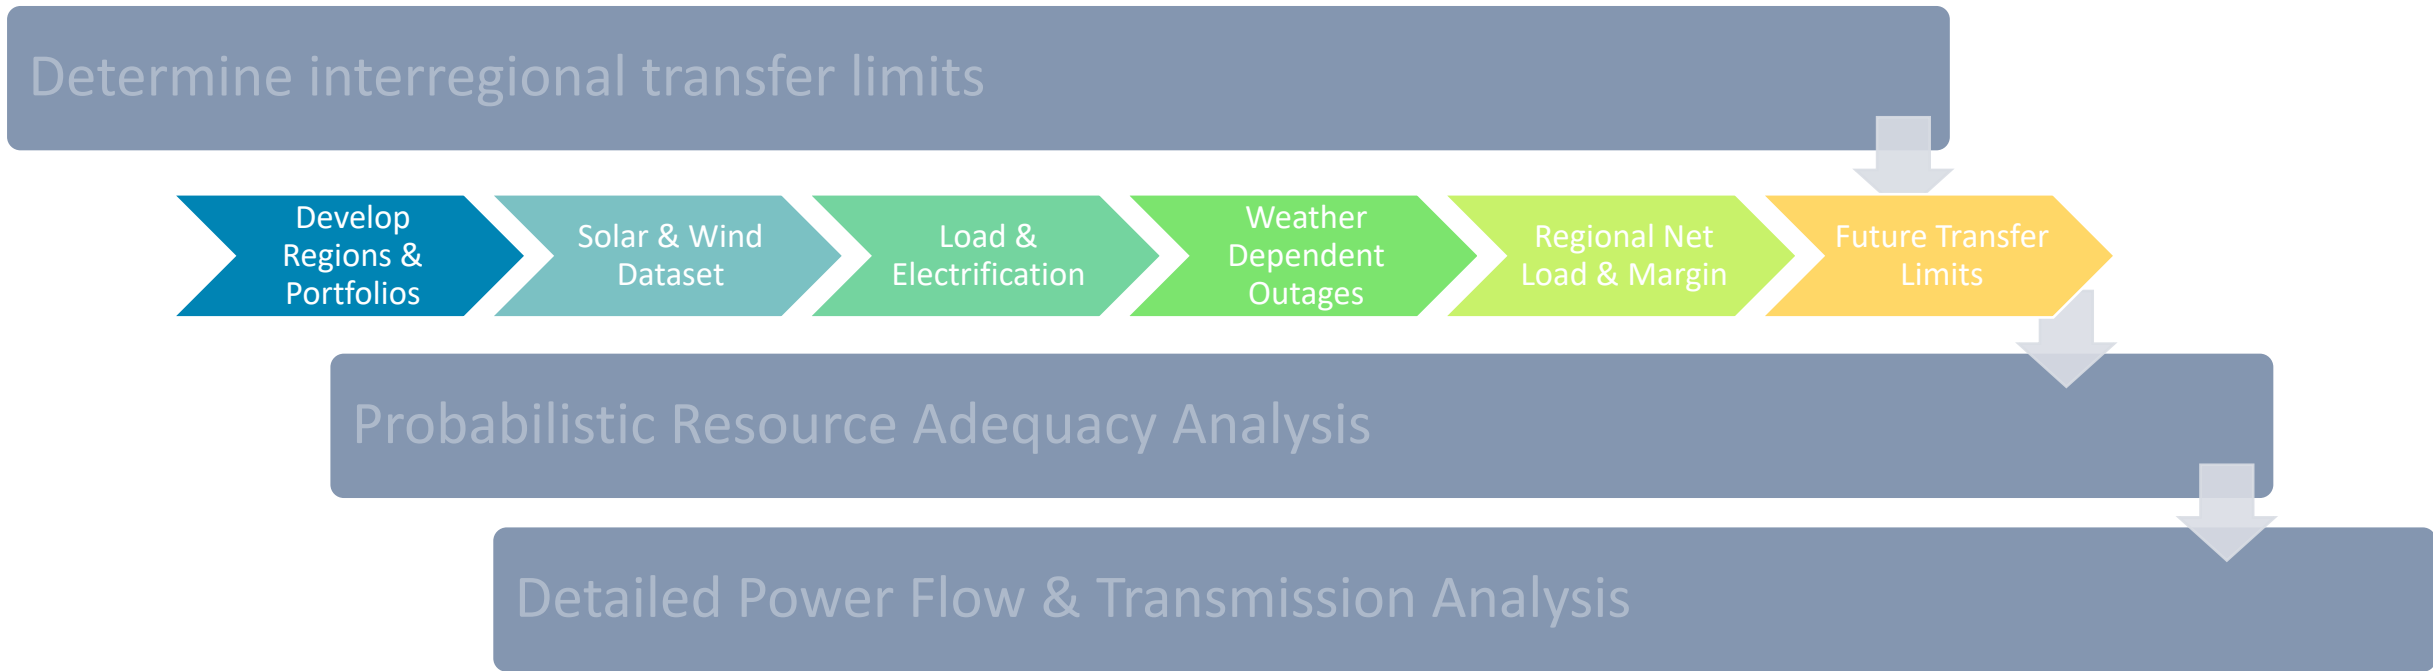 Determine interregional transfer limits
Develop
Regions &
Portfolios
Solar & Wind
Dataset
Load &
Electrification
Weather
Dependent
Outages
Regional Net
Load & Margin
Future Transfer
Limits
Probabilistic Resource Adequacy Analysis
Detailed Power Flow & Transmission Analysis